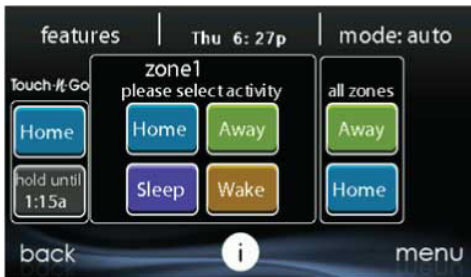 features
Thu 6:27p
mode: auto
Touch-N-Go
Home
hold until
1:15a
zone1
please select activity
Home Away
Sleep Wake
all zones
Away
Home
back
i
menu